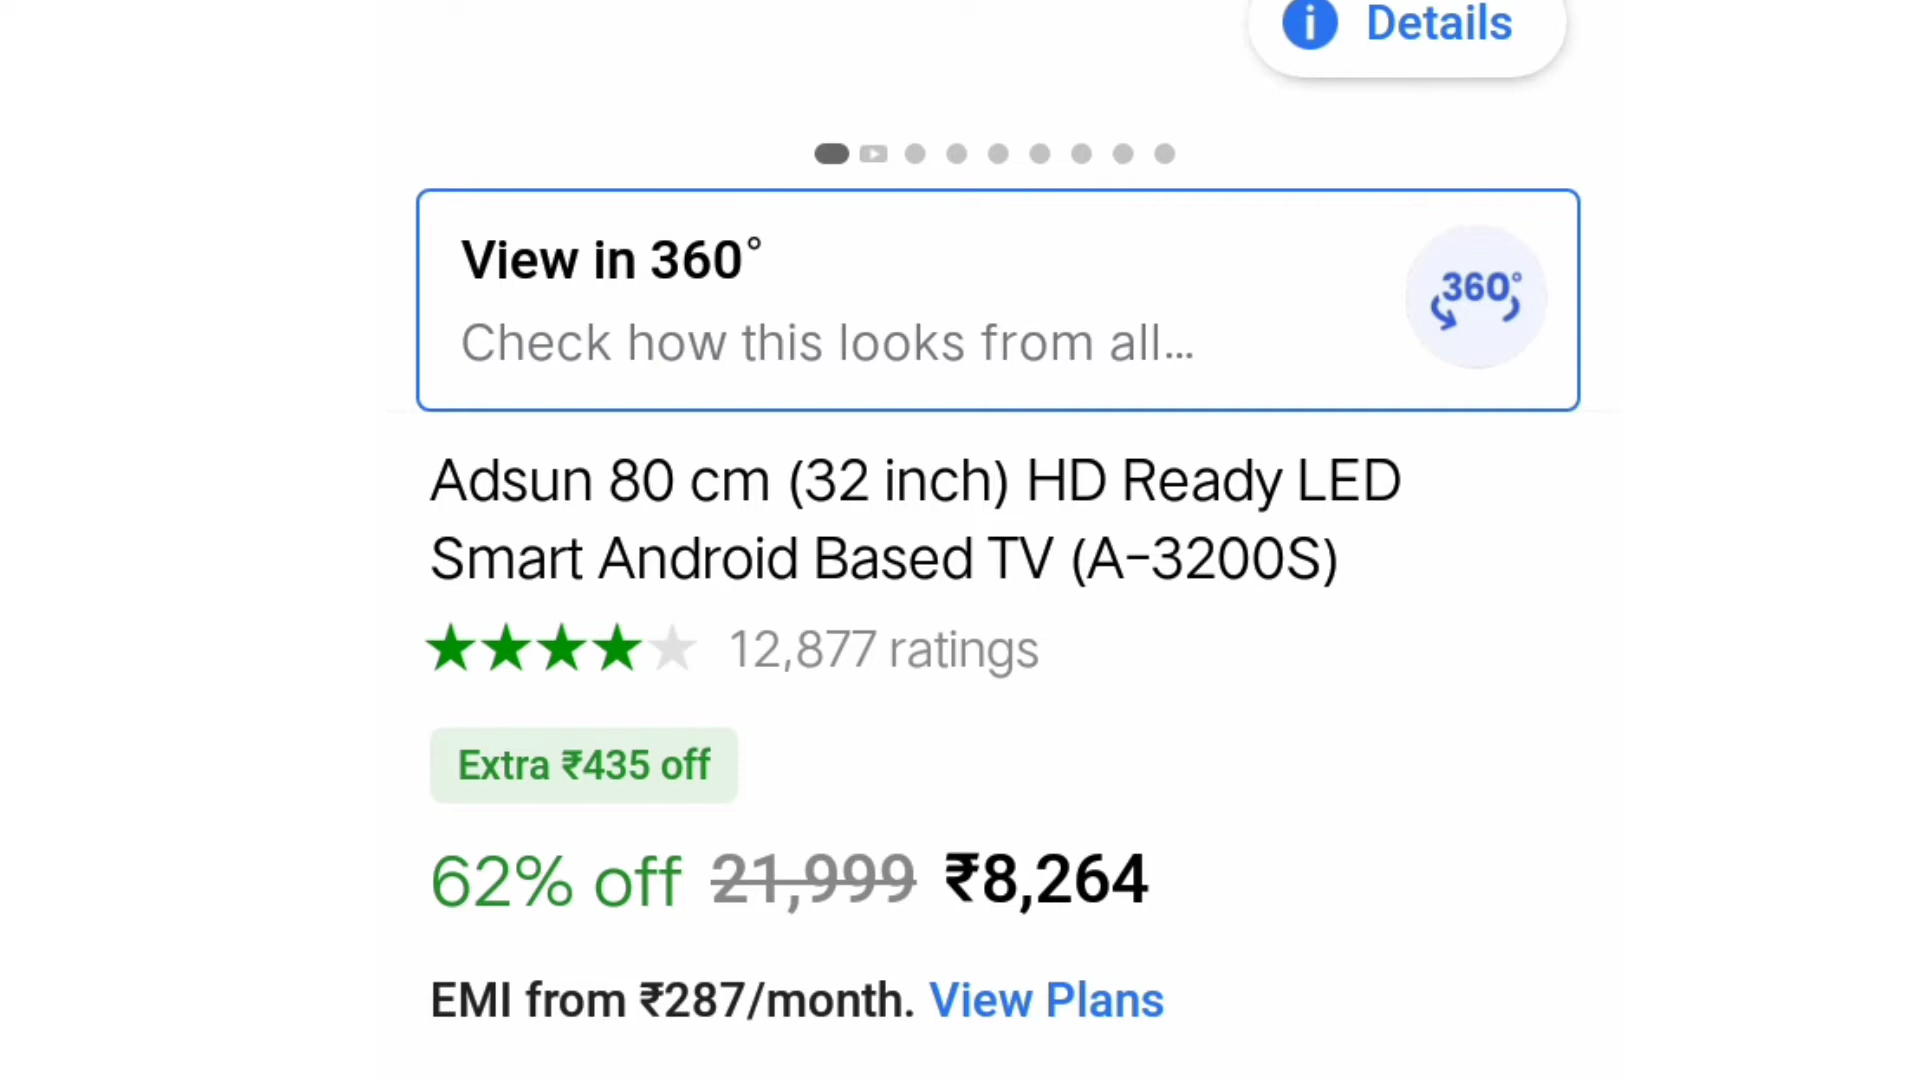 Details
View in 360°
Check how this looks from all...
360°
Adsun 80 cm (32 inch) HD Ready LED
Smart Android Based TV (A-3200S)
12,877 ratings
Extra ₹435 off
62% off 21,999 ₹8,264
EMI from ₹287/month. View Plans